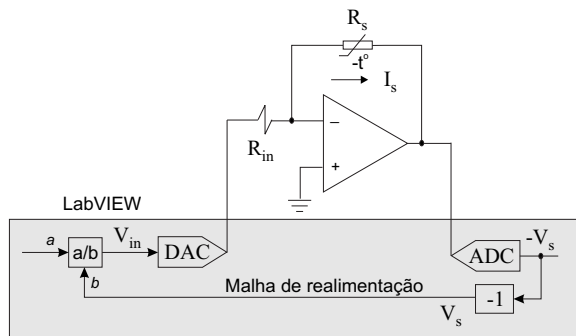 R_s
-t°
I_s
−
+
R_in
LabVIEW
a
a/b
V_in
DAC
ADC
-V_s
b
Malha de realimentação
V_s
-1